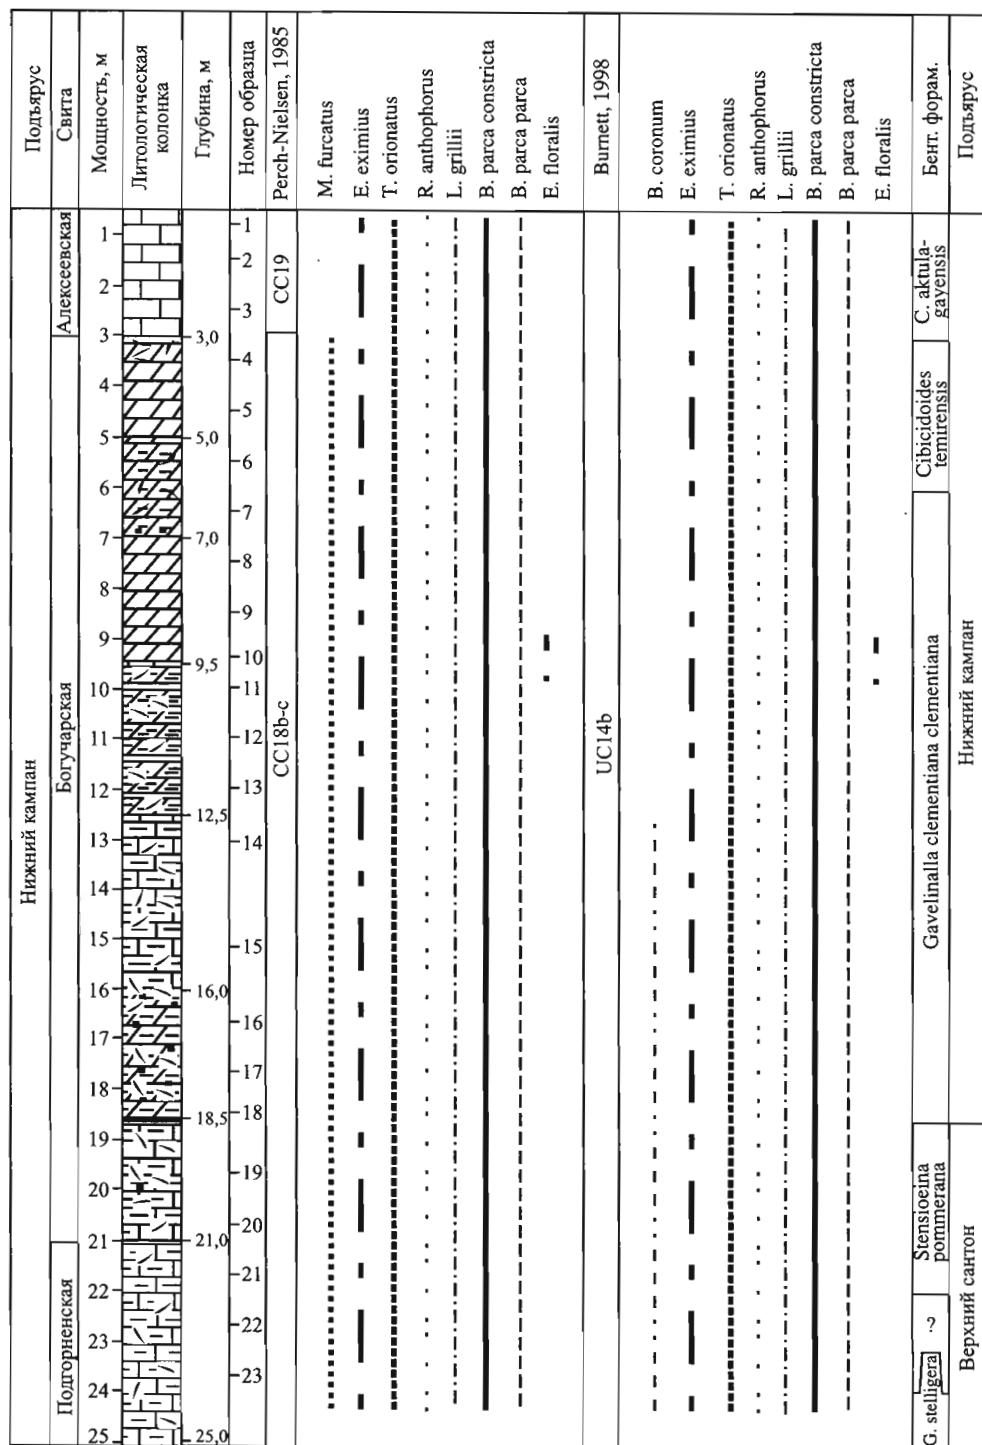 Подъярус
Свита
Мощность, м
Литологическая
колонка
Глубина, м
Номер образца
Perch-Nielsen, 1985
M. furcatus
E. eximius
T. orionatus
R. anthophorus
L. grillii
B. parca constricta
B. parca parca
E. floralis
Burnett, 1998
B. coronum
E. eximius
T. orionatus
R. anthophorus
L. grillii
B. parca constricta
B. parca parca
E. floralis
Бент. форам.
Подъярус
Нижний кампан
Алексеевская
Богучарская
Подгорненская
1
2
3
4
5
6
7
8
9
10
11
12
13
14
15
16
17
18
19
20
21
22
23
24
25
3,0
5,0
7,0
9,5
12,5
16,0
18,5
21,0
25,0
1
2
3
4
5
6
7
8
9
10
11
12
13
14
15
16
17
18
19
20
21
22
23
CC19
CC18b-c
UC14b
C. aktula-
gayensis
Cibicidoides
temirensis
Gavelinalla clementiana clementiana
Stensioeina
pommerana
?
G. stelligera
Нижний кампан
Верхний сантон